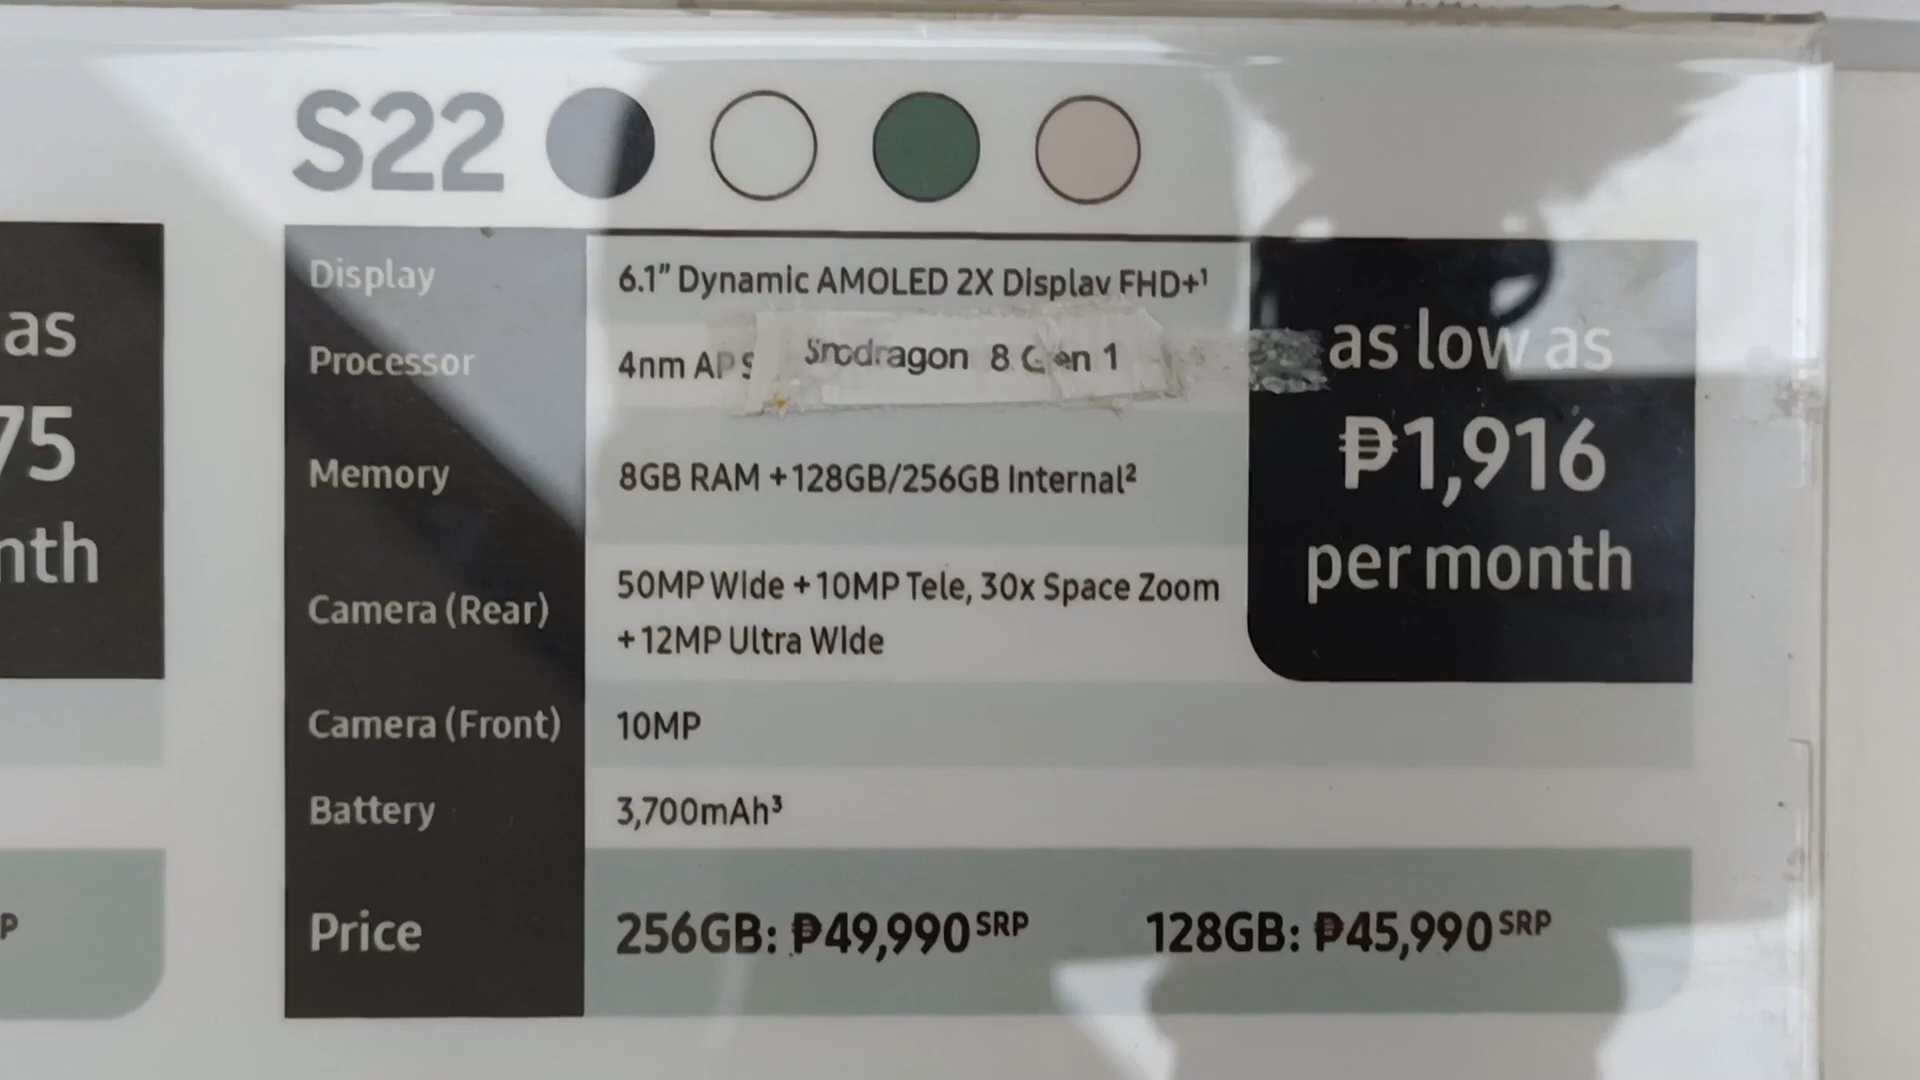 S22
as
75
nth
P
Display 6.1” Dynamic AMOLED 2X Display FHD+¹
Processor 4nm AP Snodragon 8 Gen 1
Memory 8GB RAM + 128GB/256GB Internal²
Camera (Rear) 50MP Wide + 10MP Tele, 30x Space Zoom
+ 12MP Ultra Wide
Camera (Front) 10MP
Battery 3,700mAh³
Price 256GB: ₱49,990 SRP 128GB: ₱45,990 SRP
as low as
₱1,916
per month